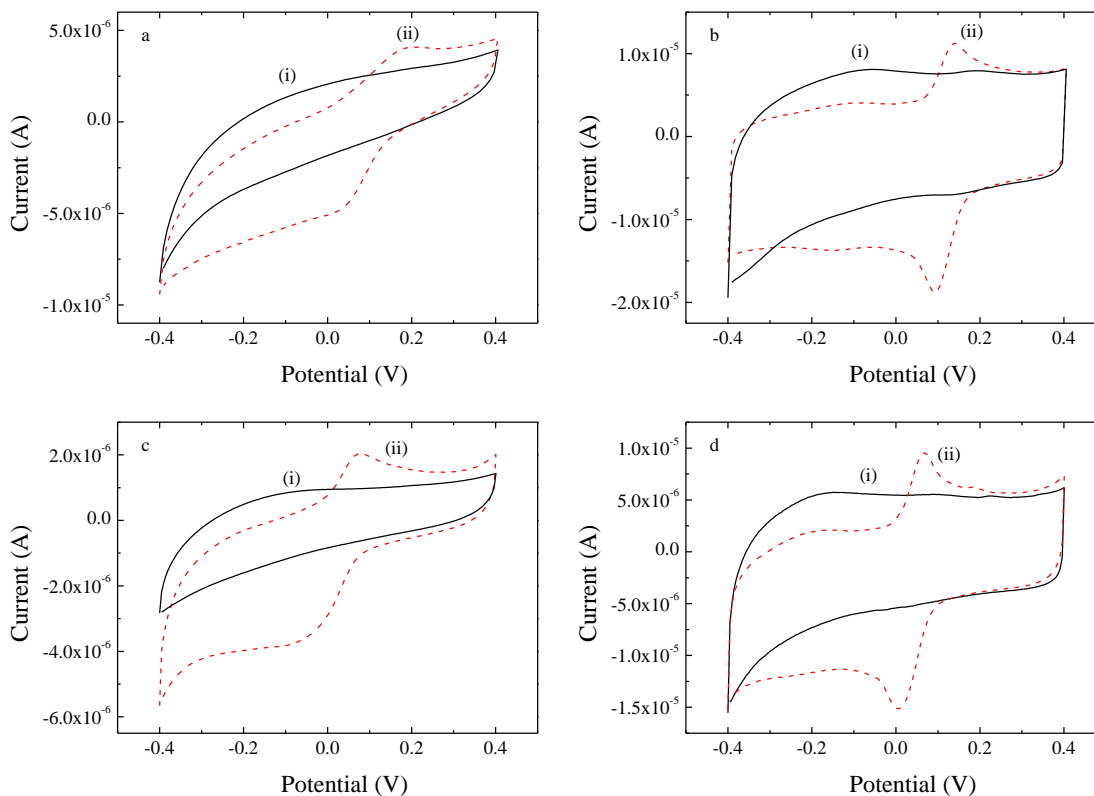 a
(i)
(ii)
5.0x10⁻⁶
0.0
-5.0x10⁻⁶
-1.0x10⁻⁵
Current (A)
-0.4 -0.2 0.0 0.2 0.4
Potential (V)
b
(i)
(ii)
1.0x10⁻⁵
0.0
-1.0x10⁻⁵
-2.0x10⁻⁵
Current (A)
-0.4 -0.2 0.0 0.2 0.4
Potential (V)
c
(i)
(ii)
2.0x10⁻⁶
0.0
-2.0x10⁻⁶
-4.0x10⁻⁶
-6.0x10⁻⁶
Current (A)
-0.4 -0.2 0.0 0.2 0.4
Potential (V)
d
(i)
(ii)
1.0x10⁻⁵
5.0x10⁻⁶
0.0
-5.0x10⁻⁶
-1.0x10⁻⁵
-1.5x10⁻⁵
Current (A)
-0.4 -0.2 0.0 0.2 0.4
Potential (V)